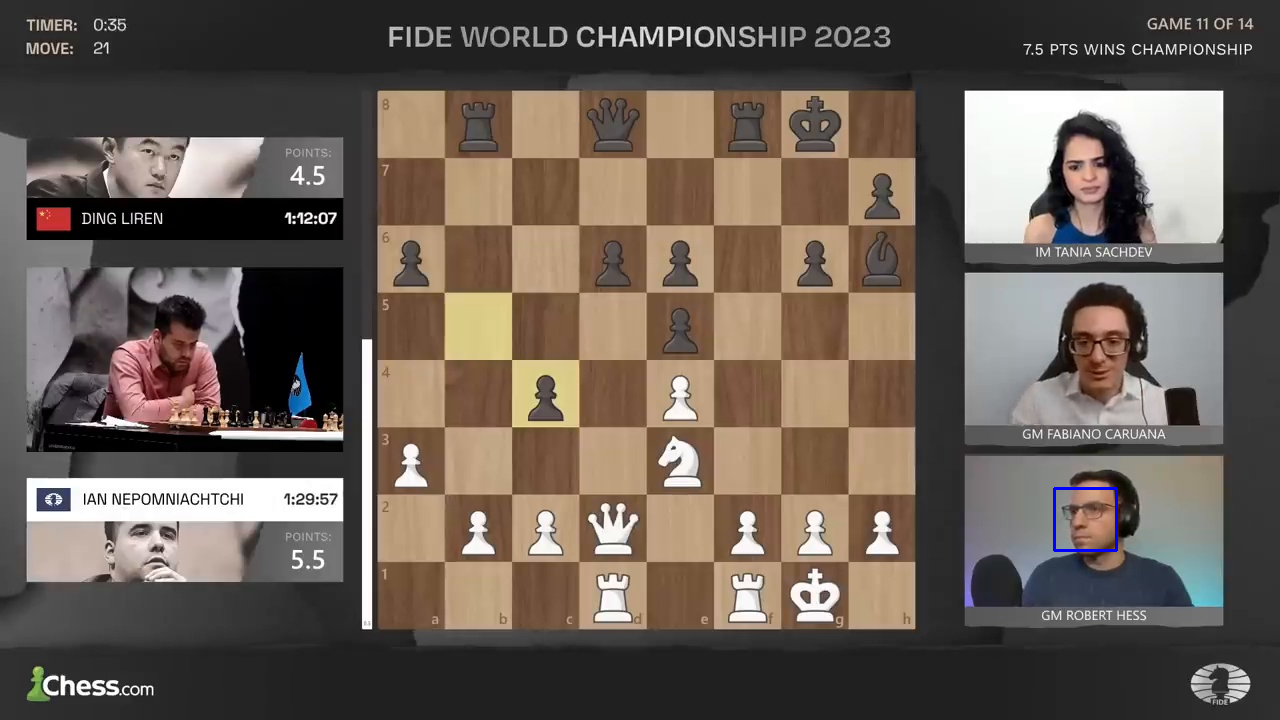 TIMER: 0:35
MOVE: 21
FIDE WORLD CHAMPIONSHIP 2023
GAME 11 OF 14
7.5 PTS WINS CHAMPIONSHIP
POINTS:
4.5
DING LIREN 1:12:07
IAN NEPOMNIACHTCHI 1:29:57
POINTS:
5.5
8
7
6
5
4
3
2
1
a b c d e f g h
IM TANIA SACHDEV
GM FABIANO CARUANA
GM ROBERT HESS
Chess.com
FIDE